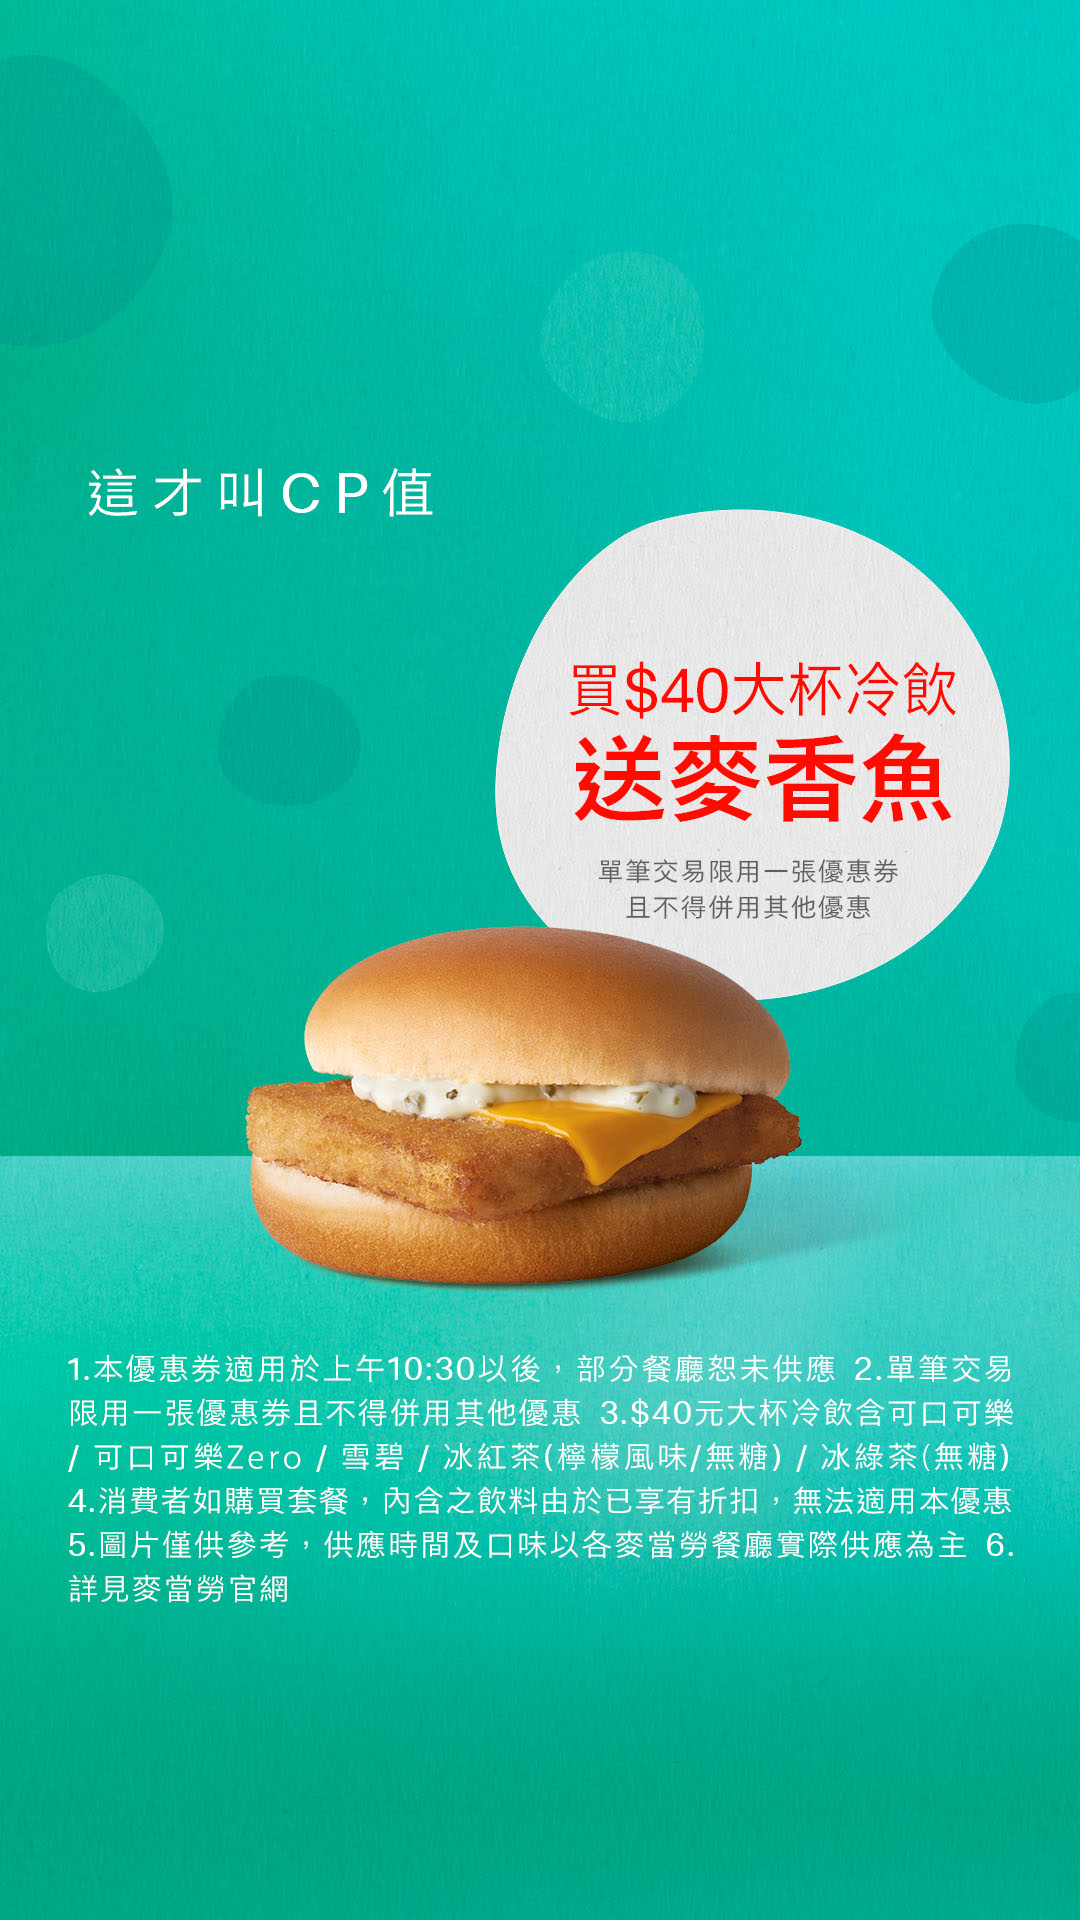 這才叫CP值
買$40大杯冷飲
送麥香魚
單筆交易限用一張優惠券
且不得併用其他優惠
1.本優惠券適用於上午10:30以後，部分餐廳恕未供應 2.單筆交易
限用一張優惠券且不得併用其他優惠 3.$40元大杯冷飲含可口可樂
/ 可口可樂Zero / 雪碧 / 冰紅茶(檸檬風味/無糖) / 冰綠茶(無糖)
4.消費者如購買套餐，內含之飲料由於已享有折扣，無法適用本優惠
5.圖片僅供參考，供應時間及口味以各麥當勞餐廳實際供應為主 6.
詳見麥當勞官網